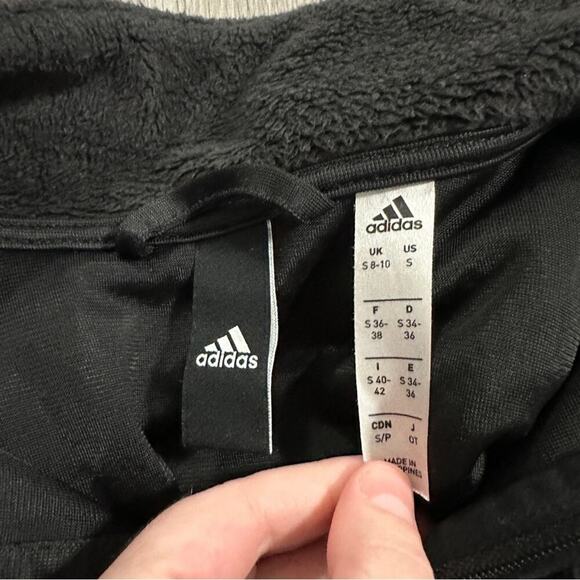 adidas
adidas
UK US
S 8-10 S
F D
S 36- S 34-
38 36
I E
S 40- S 34-
42 36
CDN J
S/P OT
MADE IN